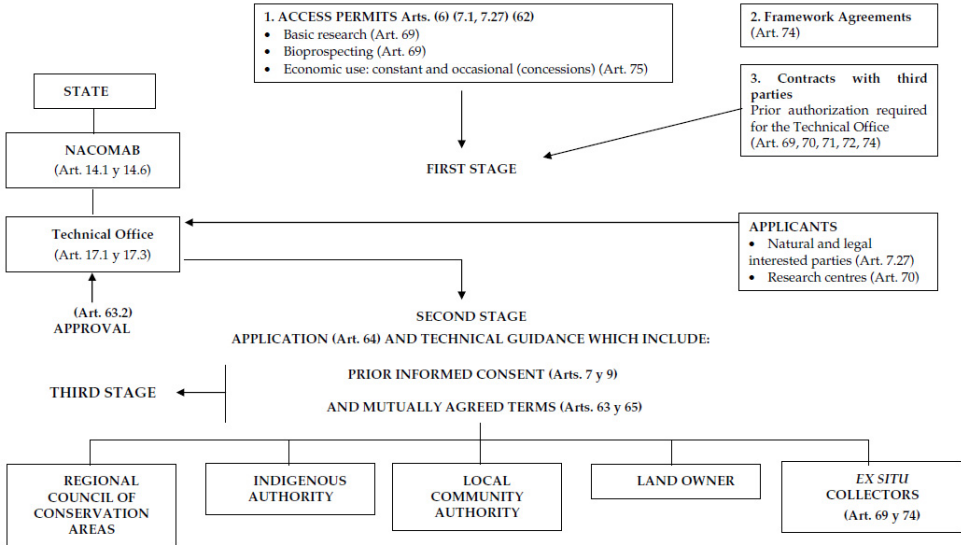 1. ACCESS PERMITS Arts. (6) (7.1, 7.27) (62)
• Basic research (Art. 69)
• Bioprospecting (Art. 69)
• Economic use: constant and occasional (concessions) (Art. 75)
2. Framework Agreements
(Art. 74)
3. Contracts with third
parties
Prior authorization required
for the Technical Office
(Art. 69, 70, 71, 72, 74)
STATE
NACOMAB
(Art. 14.1 y 14.6)
FIRST STAGE
Technical Office
(Art. 17.1 y 17.3)
APPLICANTS
• Natural and legal
interested parties (Art. 7.27)
• Research centres (Art. 70)
(Art. 63.2)
APPROVAL
SECOND STAGE
APPLICATION (Art. 64) AND TECHNICAL GUIDANCE WHICH INCLUDE:
PRIOR INFORMED CONSENT (Arts. 7 y 9)
THIRD STAGE
AND MUTUALLY AGREED TERMS (Arts. 63 y 65)
REGIONAL
COUNCIL OF
CONSERVATION
AREAS
INDIGENOUS
AUTHORITY
LOCAL
COMMUNITY
AUTHORITY
LAND OWNER
EX SITU
COLLECTORS
(Art. 69 y 74)